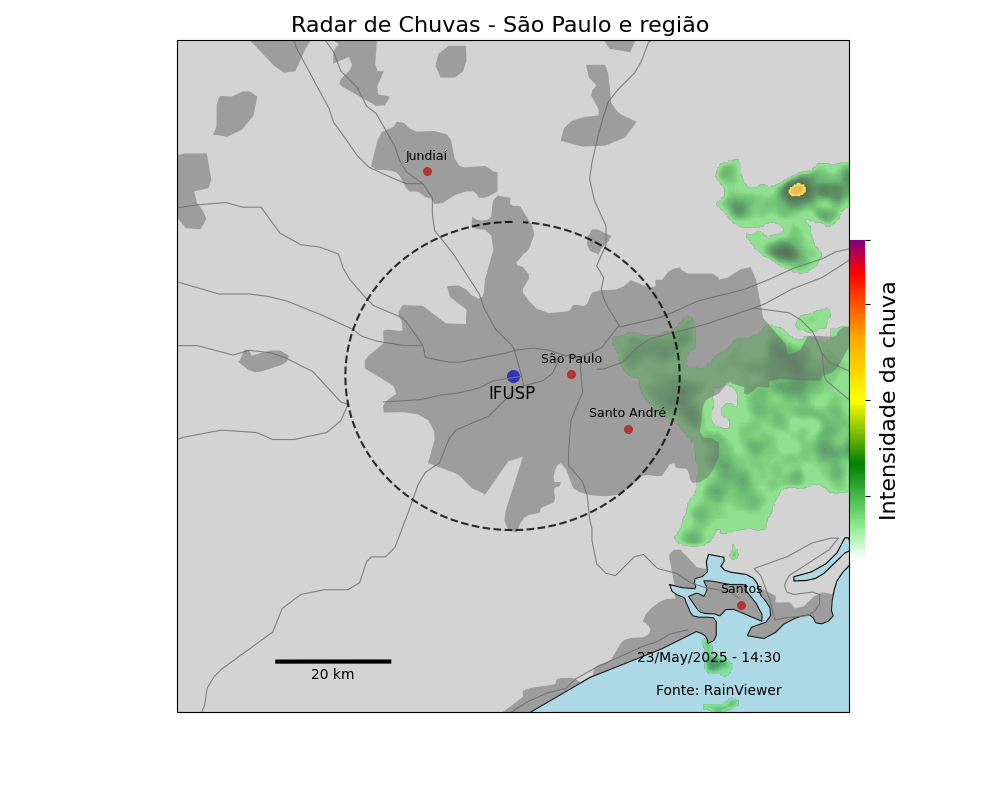 Radar de Chuvas - São Paulo e região
Jundiaí
São Paulo
IFUSP
Santo André
Intensidade da chuva
Santos
23/May/2025 - 14:30
20 km
Fonte: RainViewer